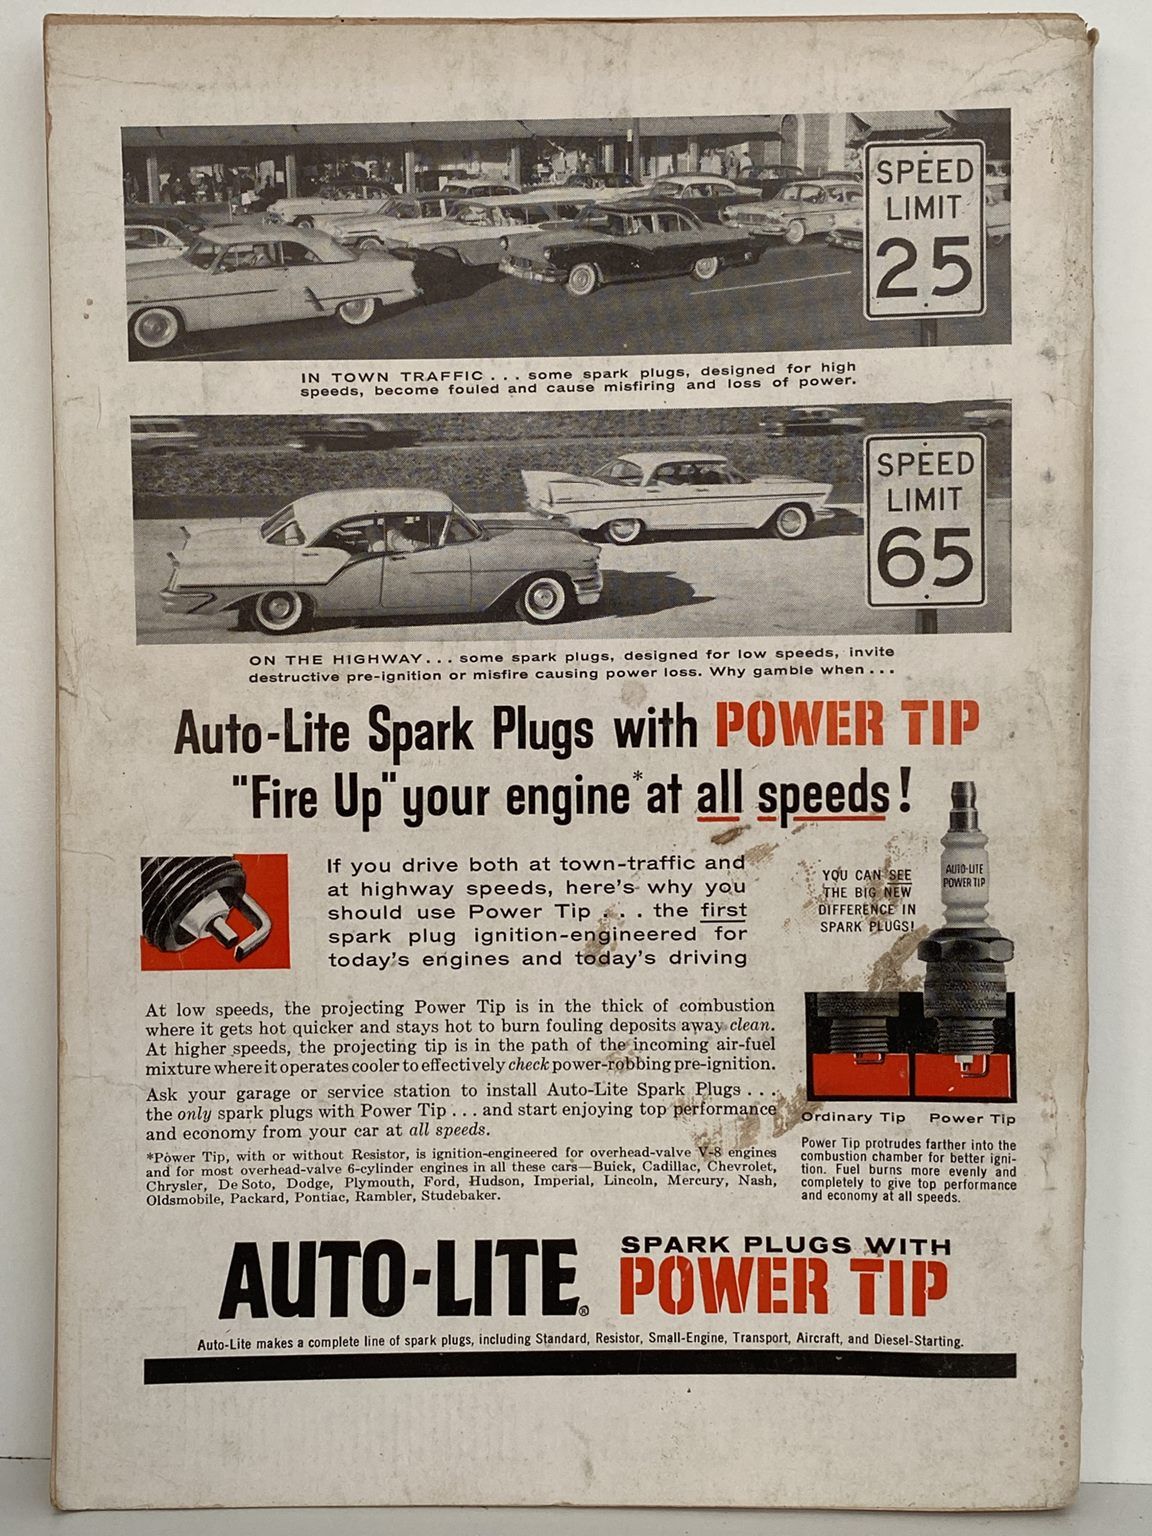 SPEED
LIMIT
25
IN TOWN TRAFFIC . . . some spark plugs, designed for high
speeds, become fouled and cause misfiring and loss of power.
SPEED
LIMIT
65
ON THE HIGHWAY . . . some spark plugs, designed for low speeds, invite
destructive pre-ignition or misfire causing power loss. Why gamble when . . .
Auto-Lite Spark Plugs with POWER TIP
"Fire Up" your engine* at all speeds!
If you drive both at town-traffic and
at highway speeds, here's why you
should use Power Tip . . . the first
spark plug ignition-engineered for
today's engines and today's driving
YOU CAN SEE
THE BIG NEW
DIFFERENCE IN
SPARK PLUGS!
AUTO-LITE
POWER TIP
At low speeds, the projecting Power Tip is in the thick of combustion
where it gets hot quicker and stays hot to burn fouling deposits away clean.
At higher speeds, the projecting tip is in the path of the incoming air-fuel
mixture where it operates cooler to effectively check power-robbing pre-ignition.
Ask your garage or service station to install Auto-Lite Spark Plugs . . .
the only spark plugs with Power Tip . . . and start enjoying top performance
and economy from your car at all speeds.
*Power Tip, with or without Resistor, is ignition-engineered for overhead-valve V-8 engines
and for most overhead-valve 6-cylinder engines in all these cars—Buick, Cadillac, Chevrolet,
Chrysler, De Soto, Dodge, Plymouth, Ford, Hudson, Imperial, Lincoln, Mercury, Nash,
Oldsmobile, Packard, Pontiac, Rambler, Studebaker.
Ordinary Tip Power Tip
Power Tip protrudes farther into the
combustion chamber for better igni-
tion. Fuel burns more evenly and
completely to give top performance
and economy at all speeds.
AUTO-LITE®
SPARK PLUGS WITH
POWER TIP
Auto-Lite makes a complete line of spark plugs, including Standard, Resistor, Small-Engine, Transport, Aircraft, and Diesel-Starting.